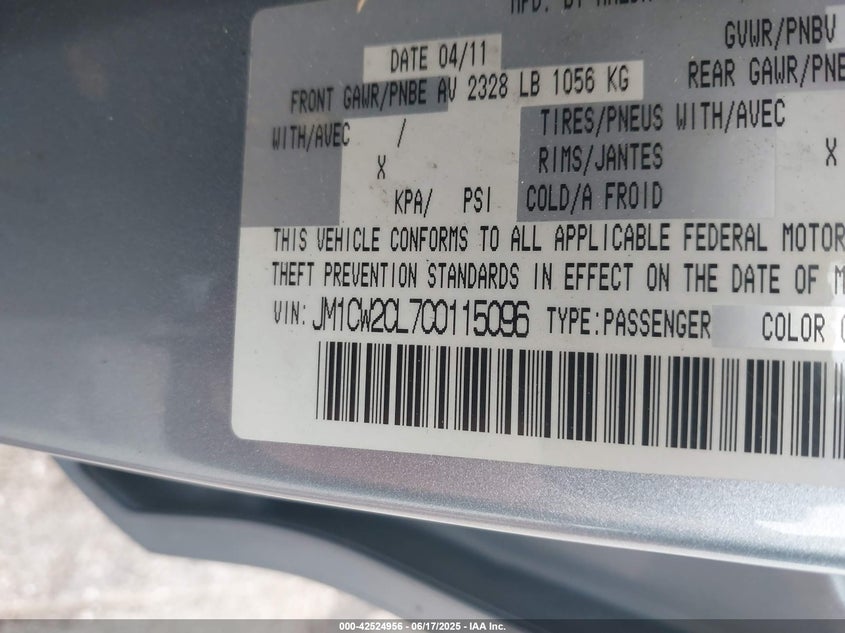 MFD. BY
DATE 04/11
GVWR/PNBV
FRONT GAWR/PNBE AV 2328 LB 1056 KG
REAR GAWR/PNBE
WITH/AVEC /
TIRES/PNEUS WITH/AVEC
X
RIMS/JANTES
X
KPA/ PSI
COLD/A FROID
THIS VEHICLE CONFORMS TO ALL APPLICABLE FEDERAL MOTOR
THEFT PREVENTION STANDARDS IN EFFECT ON THE DATE OF M
VIN: JM1CW2CL7C0115096 TYPE:PASSENGER COLOR
000-42524956 - 06/17/2025 - IAA Inc.